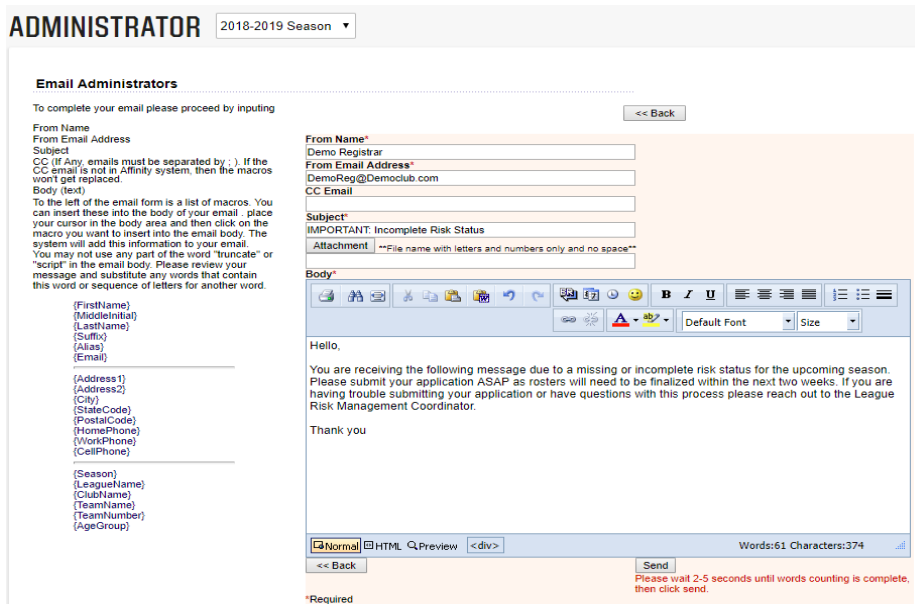 ADMINISTRATOR 2018-2019 Season
Email Administrators
To complete your email please proceed by inputing
<< Back
From Name
From Email Address
Subject
CC (If Any, emails must be separated by ; ). If the
CC email is not in Affinity system, then the macros
won't get replaced.
Body (text)
To the left of the email form is a list of macros. You
can insert these into the body of your email . place
your cursor in the body area and then click on the
macro you want to insert into the email body. The
system will add this information to your email.
You may not use any part of the word "truncate" or
"script" in the email body. Please review your
message and substitute any words that contain
this word or sequence of letters for another word.
{FirstName}
{MiddleInitial}
{LastName}
{Suffix}
{Alias}
{Email}
{Address1}
{Address2}
{City}
{StateCode}
{PostalCode}
{HomePhone}
{WorkPhone}
{CellPhone}
{Season}
{LeagueName}
{ClubName}
{TeamName}
{TeamNumber}
{AgeGroup}
From Name*
Demo Registrar
From Email Address*
DemoReg@Democlub.com
CC Email
Subject*
IMPORTANT: Incomplete Risk Status
Attachment **File name with letters and numbers only and no space**
Body*
B I U
A ab Default Font Size
Hello,
You are receiving the following message due to a missing or incomplete risk status for the upcoming season.
Please submit your application ASAP as rosters will need to be finalized within the next two weeks. If you are
having trouble submitting your application or have questions with this process please reach out to the League
Risk Management Coordinator.
Thank you
Normal HTML Preview <div> Words:61 Characters:374
<< Back Send
Please wait 2-5 seconds until words counting is complete,
then click send.
*Required